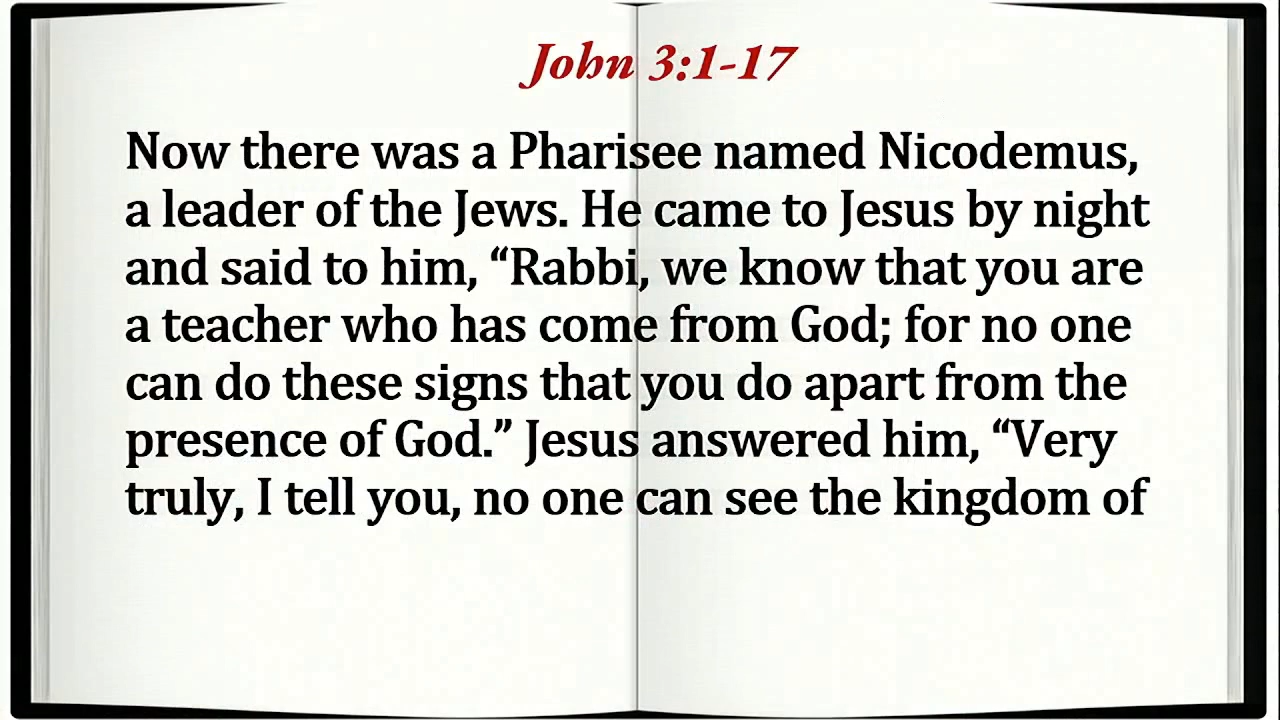 John 3:1-17
Now there was a Pharisee named Nicodemus,
a leader of the Jews. He came to Jesus by night
and said to him, “Rabbi, we know that you are
a teacher who has come from God; for no one
can do these signs that you do apart from the
presence of God.” Jesus answered him, “Very
truly, I tell you, no one can see the kingdom of